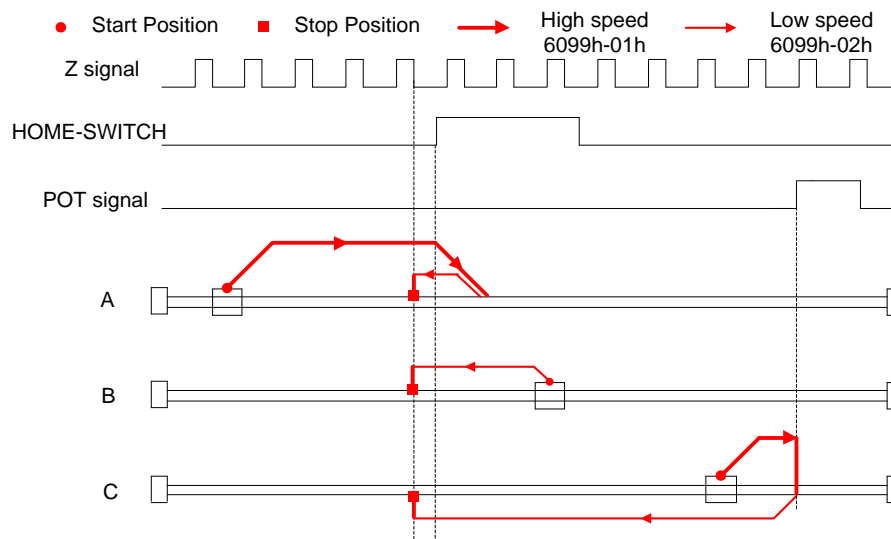 Start Position
Stop Position
High speed
6099h-01h
Low speed
6099h-02h
Z signal
HOME-SWITCH
POT signal
A
B
C